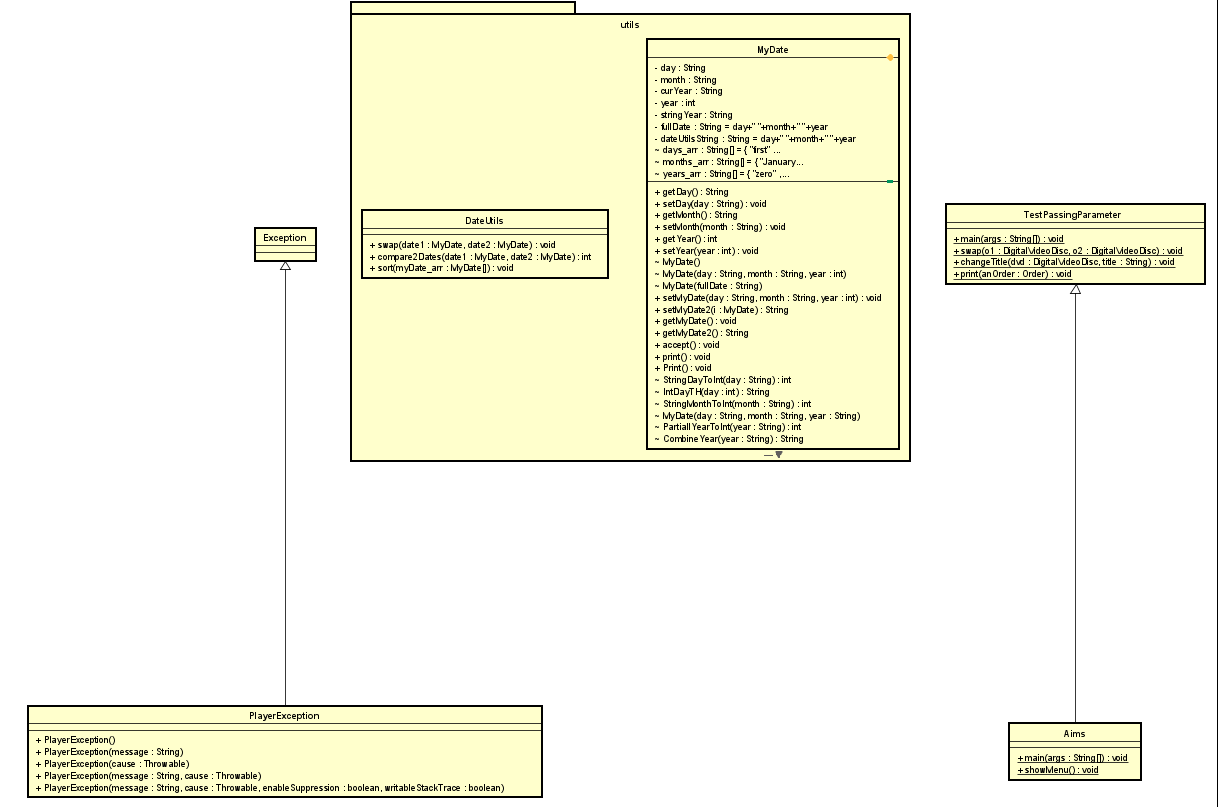 utils
MyDate
- day : String
- month : String
- curYear : String
- year : int
- stringYear : String
- fullDate : String = day+" "+month+" "+year
- dateUtilsString : String = day+" "+month+" "+year
~ days_arr : String[] = { "first" ...
~ months_arr : String[] = { "January...
~ years_arr : String[] = { "zero" ,...
+ getDay() : String
+ setDay(day : String) : void
+ getMonth() : String
+ setMonth(month : String) : void
+ getYear() : int
+ setYear(year : int) : void
~ MyDate()
~ MyDate(day : String, month : String, year : int)
~ MyDate(fullDate : String)
+ setMyDate(day : String, month : String, year : int) : void
+ setMyDate2(i : MyDate) : String
+ getMyDate() : void
+ getMyDate2() : String
+ accept() : void
+ print() : void
+ Print() : void
~ StringDayToInt(day : String) : int
~ IntDayTH(day : int) : String
~ StringMonthToInt(month : String) : int
~ MyDate(day : String, month : String, year : String)
~ PartiallYearToInt(year : String) : int
~ CombineYear(year : String) : String
DateUtils
+ swap(date1 : MyDate, date2 : MyDate) : void
+ compare2Dates(date1 : MyDate, date2 : MyDate) : int
+ sort(myDate_arr : MyDate[]) : void
Exception
TestPassingParameter
+ main(args : String[]) : void
+ swap(o1 : DigitalVideoDisc, o2 : DigitalVideoDisc) : void
+ changeTitle(dvd : DigitalVideoDisc, title : String) : void
+ print(anOrder : Order) : void
PlayerException
+ PlayerException()
+ PlayerException(message : String)
+ PlayerException(cause : Throwable)
+ PlayerException(message : String, cause : Throwable)
+ PlayerException(message : String, cause : Throwable, enableSuppression : boolean, writableStackTrace : boolean)
Aims
+ main(args : String[]) : void
+ showMenu() : void